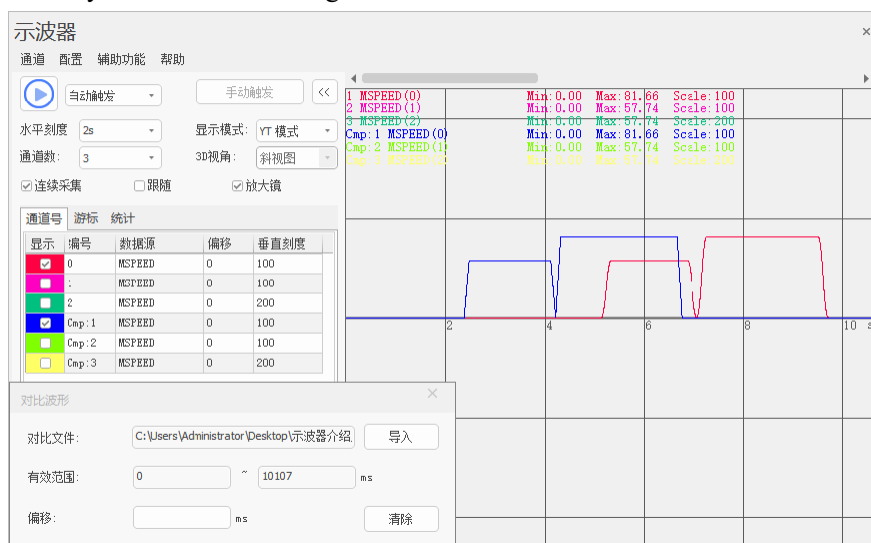 示波器 ×
通道 配置 辅助功能 帮助
自动触发 手动触发 <<
水平刻度 2s 显示模式: YT 模式
通道数: 3 3D视角: 斜视图
连续采集 跟随 放大镜
通道号 游标 统计
显示 编号 数据源 偏移 垂直刻度
0 MSPEED 0 100
MSPEED 0 100
2 MSPEED 0 200
Cmp:1 MSPEED 0 100
Cmp:2 MSPEED 0 100
Cmp:3 MSPEED 0 200
1 MSPEED(0) Min:0.00 Max:81.66 Scale:100
2 MSPEED(1) Min:0.00 Max:57.74 Scale:100
3 MSPEED(2) Min:0.00 Max:57.74 Scale:200
Cmp:1 MSPEED(0) Min:0.00 Max:81.66 Scale:100
Cmp:2 MSPEED(1) Min:0.00 Max:57.74 Scale:100
2 4 6 8 10 s
对比波形 ×
对比文件: C:\Users\Administrator\Desktop\示波器介绍 导入
有效范围: 0 ~ 10107 ms
偏移: ms 清除